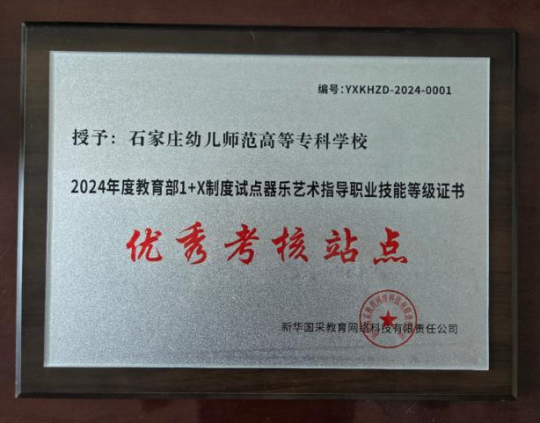 编号:YXKHZD-2024-0001
授予：石家庄幼儿师范高等专科学校
2024年度教育部1+X制度试点器乐艺术指导职业技能等级证书
优秀考核站点
新华国采教育网络科技有限责任公司